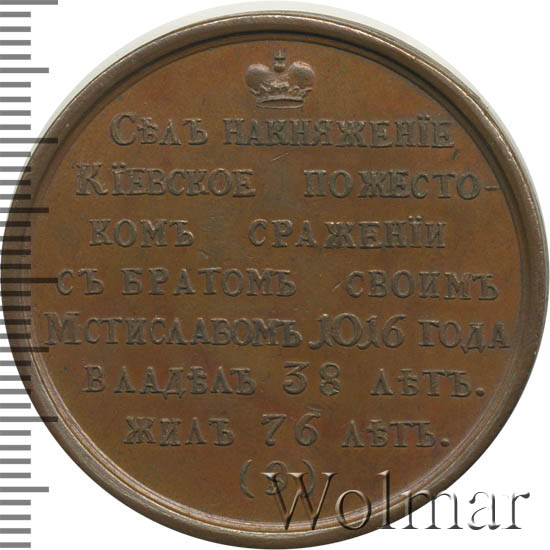 Сѣлъ накняженіе
Кіевское пожесто-
комъ сраженіи
съ братомъ своимъ
Мстиславомъ 1016 года
владѣлъ 38 лѣтъ.
жилъ 76 лѣтъ.
(9)
Wolmar